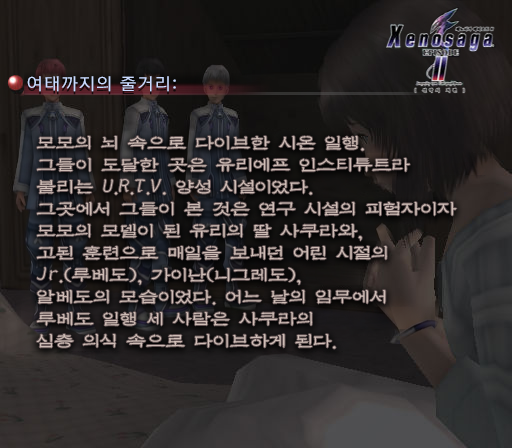 Xenosaga
EPISODE
II
여태까지의 줄거리:
모모의 뇌 속으로 다이브한 시온 일행.
그들이 도달한 곳은 유리에프 인스티튜트라
불리는 U.R.T.V. 양성 시설이었다.
그곳에서 그들이 본 것은 연구 시설의 피험자이자
모모의 모델이 된 유리의 딸 사쿠라와,
고된 훈련으로 매일을 보내던 어린 시절의
Jr.(루베도), 가이난(니그레도),
알베도의 모습이었다. 어느 날의 임무에서
루베도 일행 세 사람은 사쿠라의
심층 의식 속으로 다이브하게 된다.